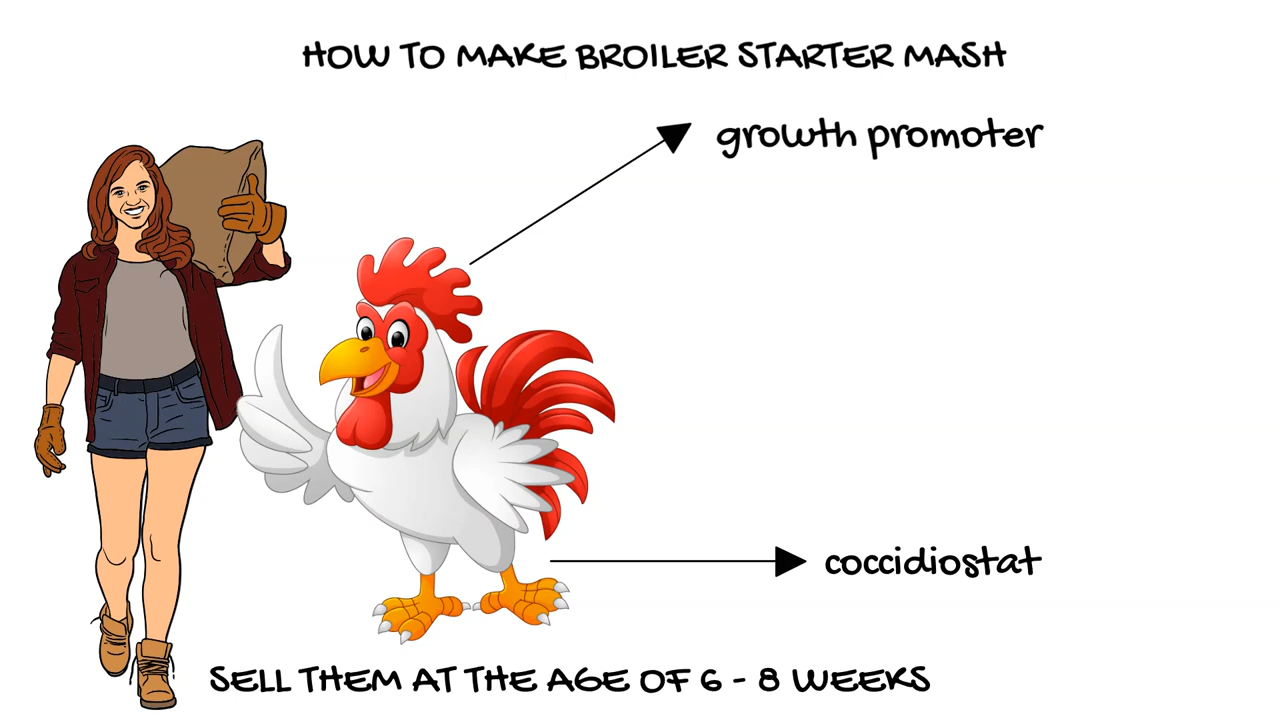 HOW TO MAKE BROILER STARTER MASH
growth promoter
coccidiostat
SELL THEM AT THE AGE OF 6 - 8 WEEKS